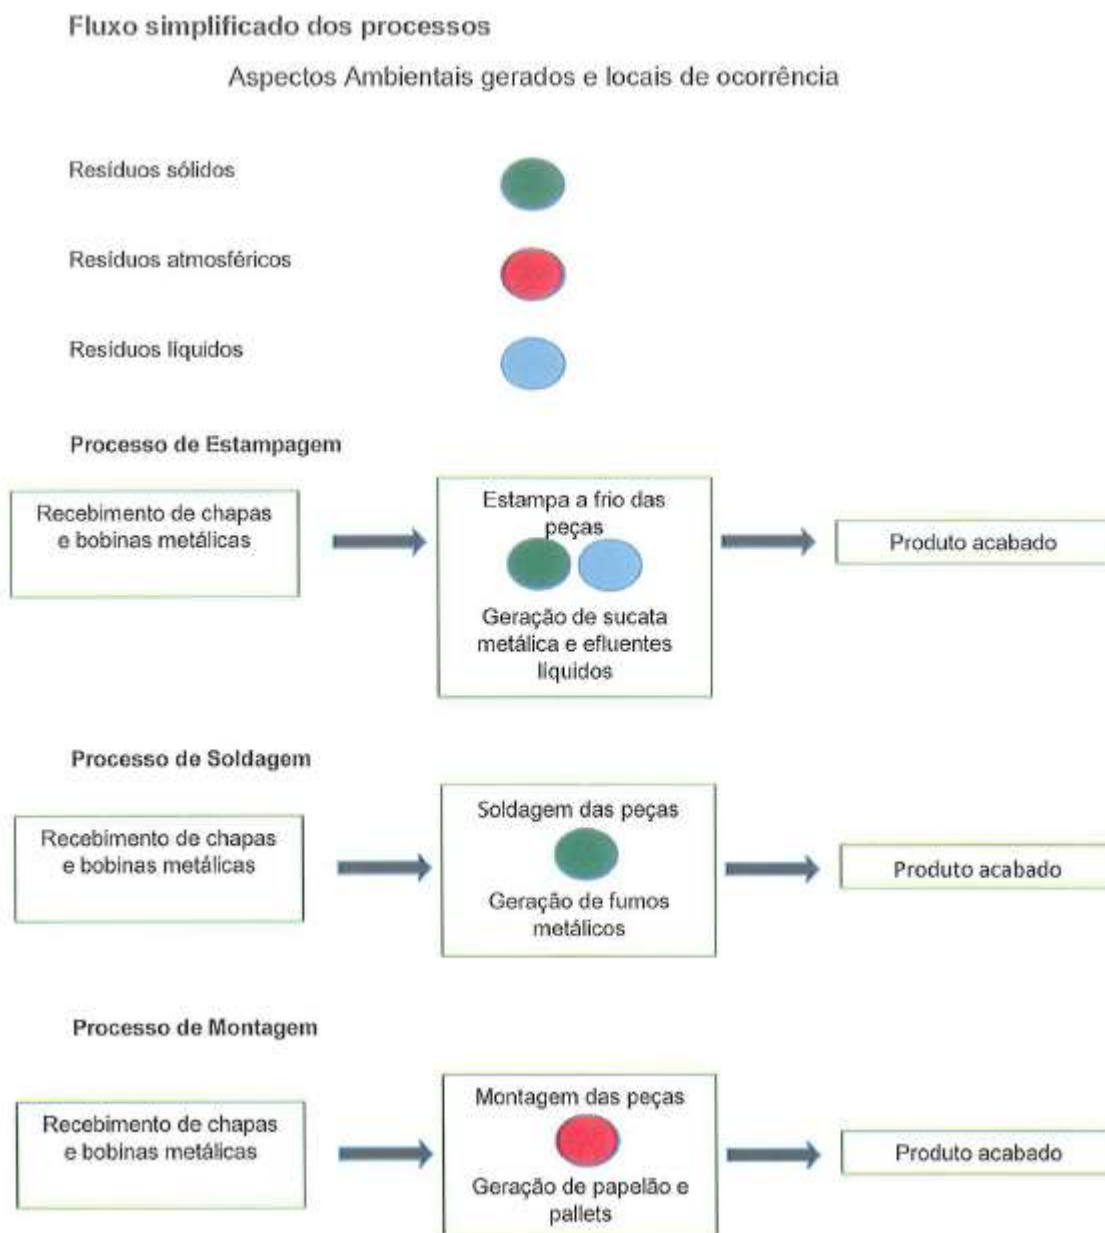 Fluxo simplificado dos processos
Aspectos Ambientais gerados e locais de ocorrência
Resíduos sólidos
Resíduos atmosféricos
Resíduos líquidos
Processo de Estampagem
Recebimento de chapas
e bobinas metálicas
Estampa a frio das
peças
Geração de sucata
metálica e efluentes
líquidos
Produto acabado
Processo de Soldagem
Recebimento de chapas
e bobinas metálicas
Soldagem das peças
Geração de fumos
metálicos
Produto acabado
Processo de Montagem
Recebimento de chapas
e bobinas metálicas
Montagem das peças
Geração de papelão e
pallets
Produto acabado